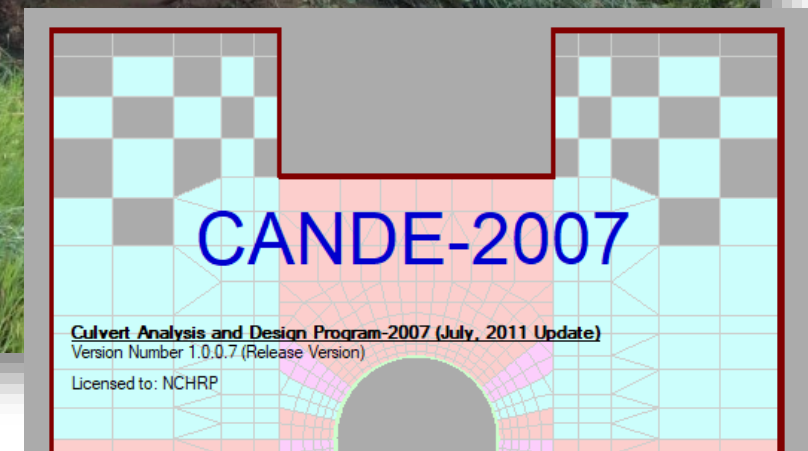 CANDE-2007
Culvert Analysis and Design Program-2007 (July, 2011 Update)
Version Number 1.0.0.7 (Release Version)
Licensed to: NCHRP